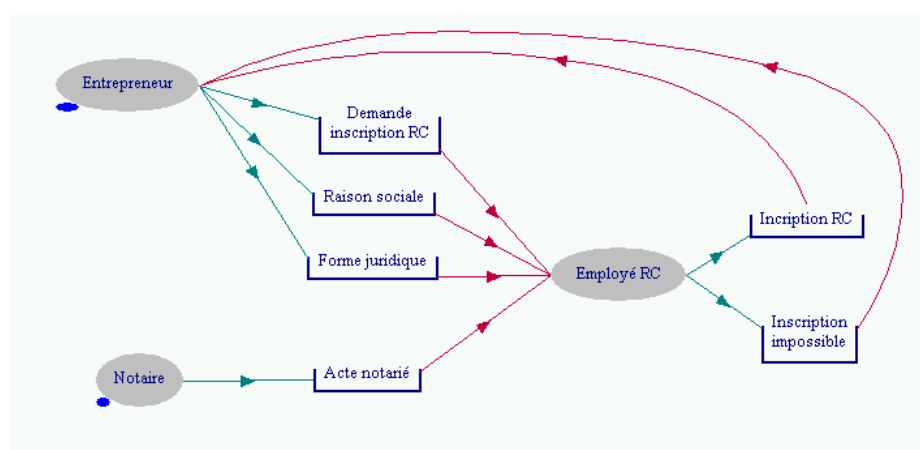 Entrepreneur
Demande
inscription RC
Raison sociale
Incription RC
Forme juridique
Employé RC
Inscription
impossible
Notaire
Acte notarié